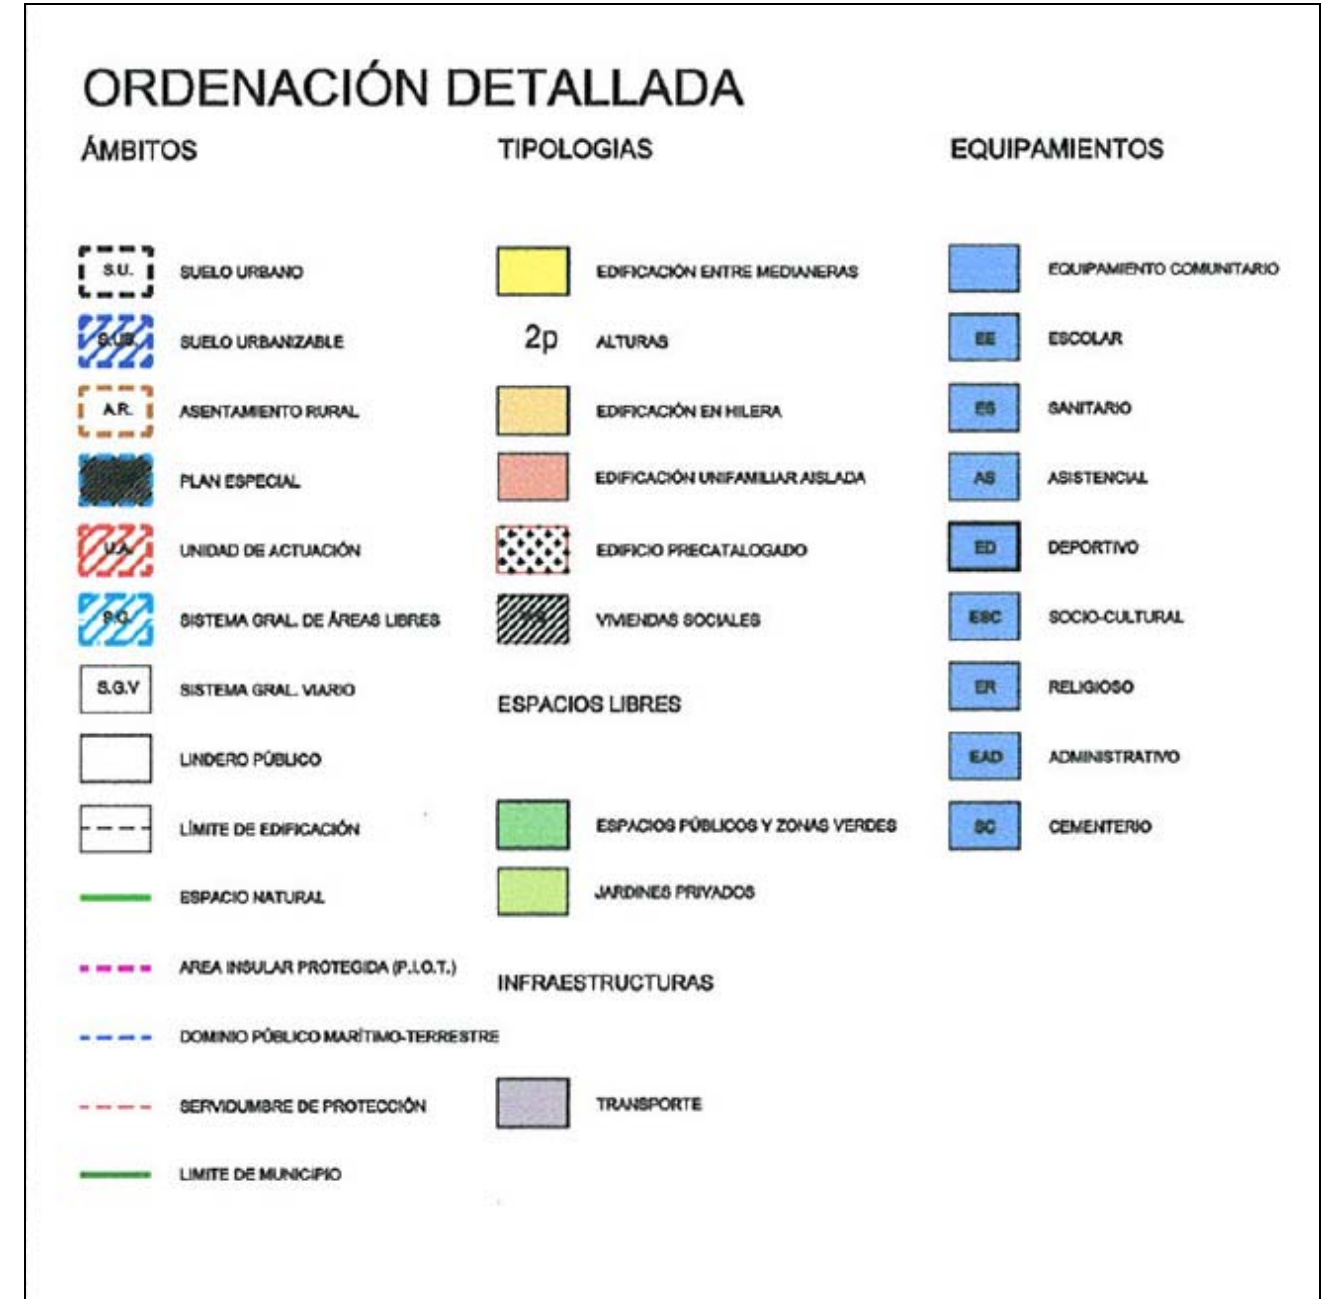 ORDENACIÓN DETALLADA
ÁMBITOS
S.U. SUELO URBANO
S.UB. SUELO URBANIZABLE
A.R. ASENTAMIENTO RURAL
PLAN ESPECIAL
U.A. UNIDAD DE ACTUACIÓN
S.G. SISTEMA GRAL. DE ÁREAS LIBRES
S.G.V SISTEMA GRAL. VIARIO
LINDERO PÚBLICO
LÍMITE DE EDIFICACIÓN
ESPACIO NATURAL
AREA INSULAR PROTEGIDA (P.I.O.T.)
DOMINIO PÚBLICO MARÍTIMO-TERRESTRE
SERVIDUMBRE DE PROTECCIÓN
LIMITE DE MUNICIPIO
TIPOLOGIAS
EDIFICACIÓN ENTRE MEDIANERAS
2p ALTURAS
EDIFICACIÓN EN HILERA
EDIFICACIÓN UNIFAMILIAR AISLADA
EDIFICIO PRECATALOGADO
VIVIENDAS SOCIALES
ESPACIOS LIBRES
ESPACIOS PÚBLICOS Y ZONAS VERDES
JARDINES PRIVADOS
INFRAESTRUCTURAS
TRANSPORTE
EQUIPAMIENTOS
EQUIPAMIENTO COMUNITARIO
EE ESCOLAR
ES SANITARIO
AS ASISTENCIAL
ED DEPORTIVO
ESC SOCIO-CULTURAL
ER RELIGIOSO
EAD ADMINISTRATIVO
SC CEMENTERIO